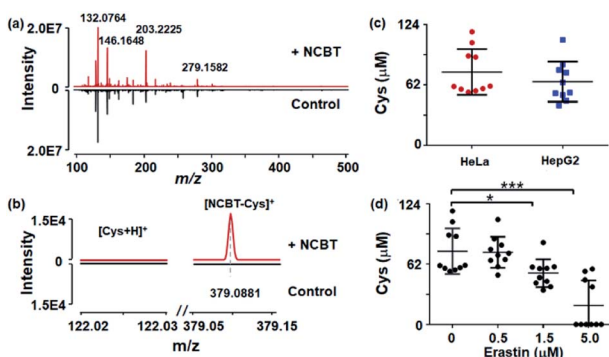 (a)
2.0E7
132.0764
146.1648
203.2225
279.1582
+ NCBT
Intensity
0
Control
2.0E7
100
200
300
400
500
m/z
(b)
[NCBT-Cys]⁺
1.5E4
[Cys+H]⁺
+ NCBT
Intensity
0
379.0881
Control
1.5E4
122.02
122.03
379.05
379.15
m/z
(c)
124
Cys (μM)
62
0
HeLa
HepG2
(d)
***
*
124
Cys (μM)
62
0
0
0.5
1.5
5.0
Erastin (μM)